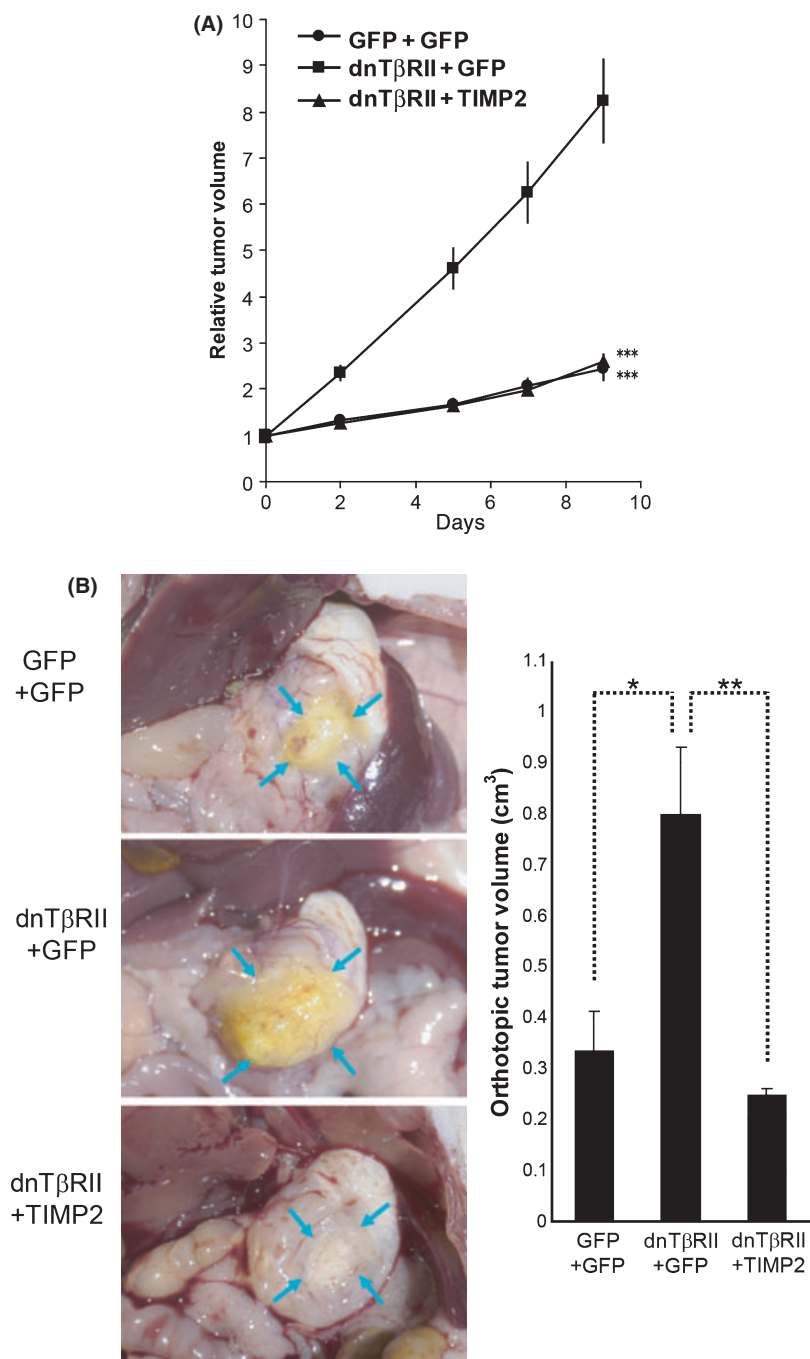 (A)
GFP + GFP
dnTβRII + GFP
dnTβRII + TIMP2
Relative tumor volume
10
9
8
7
6
5
4
3
2
1
0
***
***
0 2 4 6 8 10
Days
(B)
GFP
+GFP
dnTβRII
+GFP
dnTβRII
+TIMP2
Orthotopic tumor volume (cm³)
1.1
1
0.9
0.8
0.7
0.6
0.5
0.4
0.3
0.2
0.1
0
* **
GFP
+GFP
dnTβRII
+GFP
dnTβRII
+TIMP2